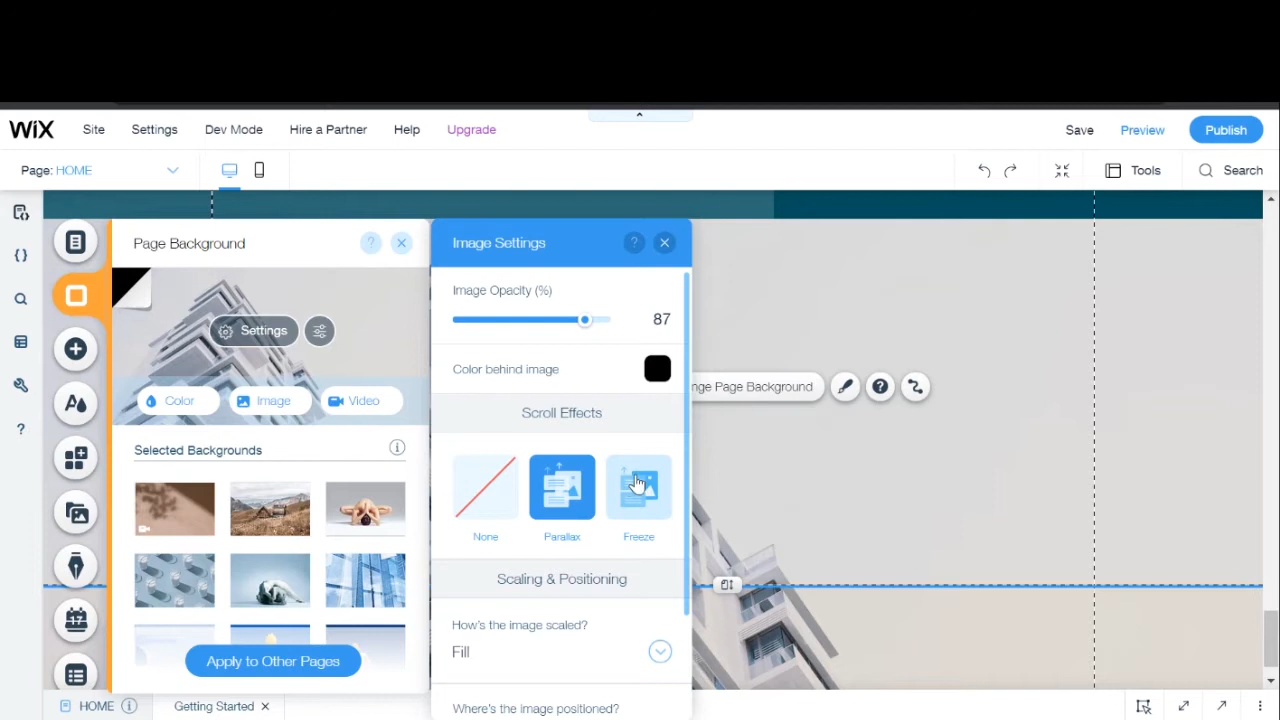 WiX
Site
Settings
Dev Mode
Hire a Partner
Help
Upgrade
Save
Preview
Publish
Page: HOME
Tools
Search
Page Background
Settings
Color
Image
Video
Selected Backgrounds
Apply to Other Pages
Image Settings
Image Opacity (%)
87
Color behind image
Scroll Effects
None
Parallax
Freeze
Scaling & Positioning
How's the image scaled?
Fill
Where's the image positioned?
nge Page Background
17
HOME
Getting Started